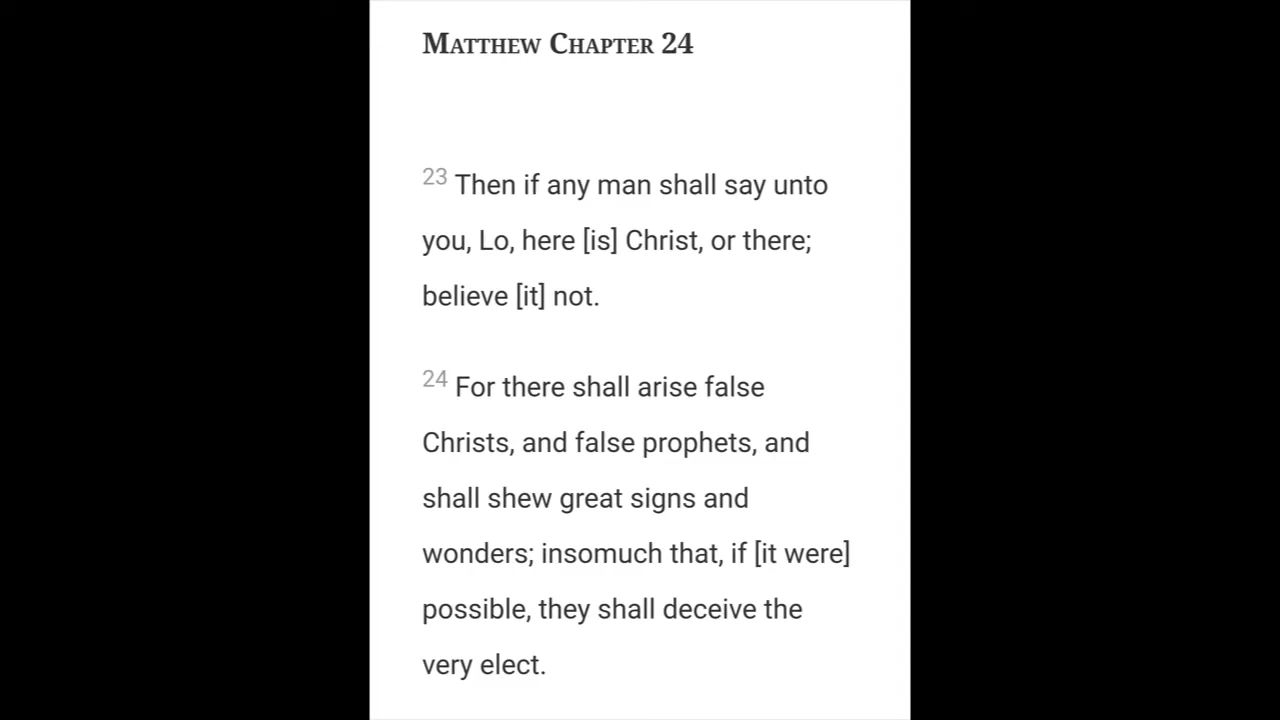 Matthew Chapter 24
23 Then if any man shall say unto
you, Lo, here [is] Christ, or there;
believe [it] not.
24 For there shall arise false
Christs, and false prophets, and
shall shew great signs and
wonders; insomuch that, if [it were]
possible, they shall deceive the
very elect.